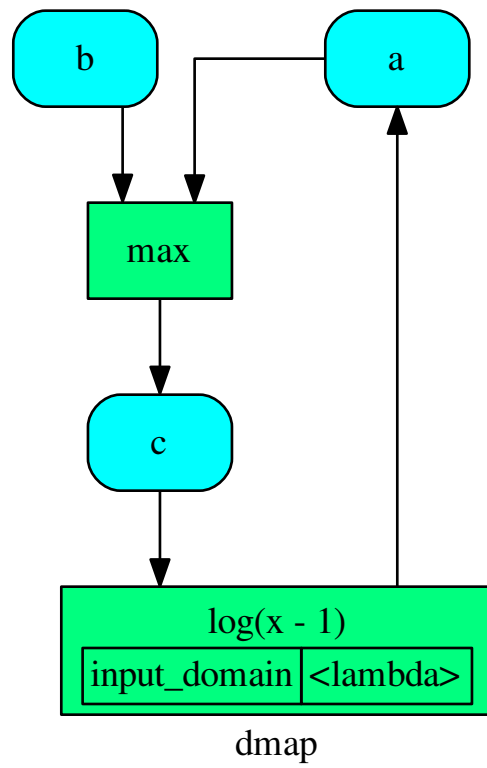 b
a
max
c
log(x - 1)
input_domain
<lambda>
dmap